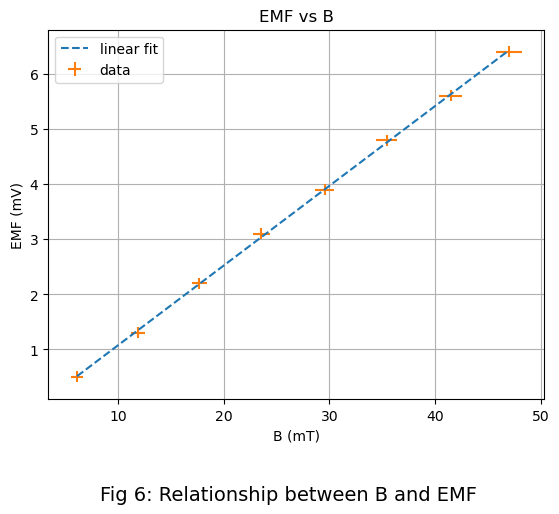 EMF vs B
linear fit
data
EMF (mV)
6
5
4
3
2
1
10 20 30 40 50
B (mT)
Fig 6: Relationship between B and EMF